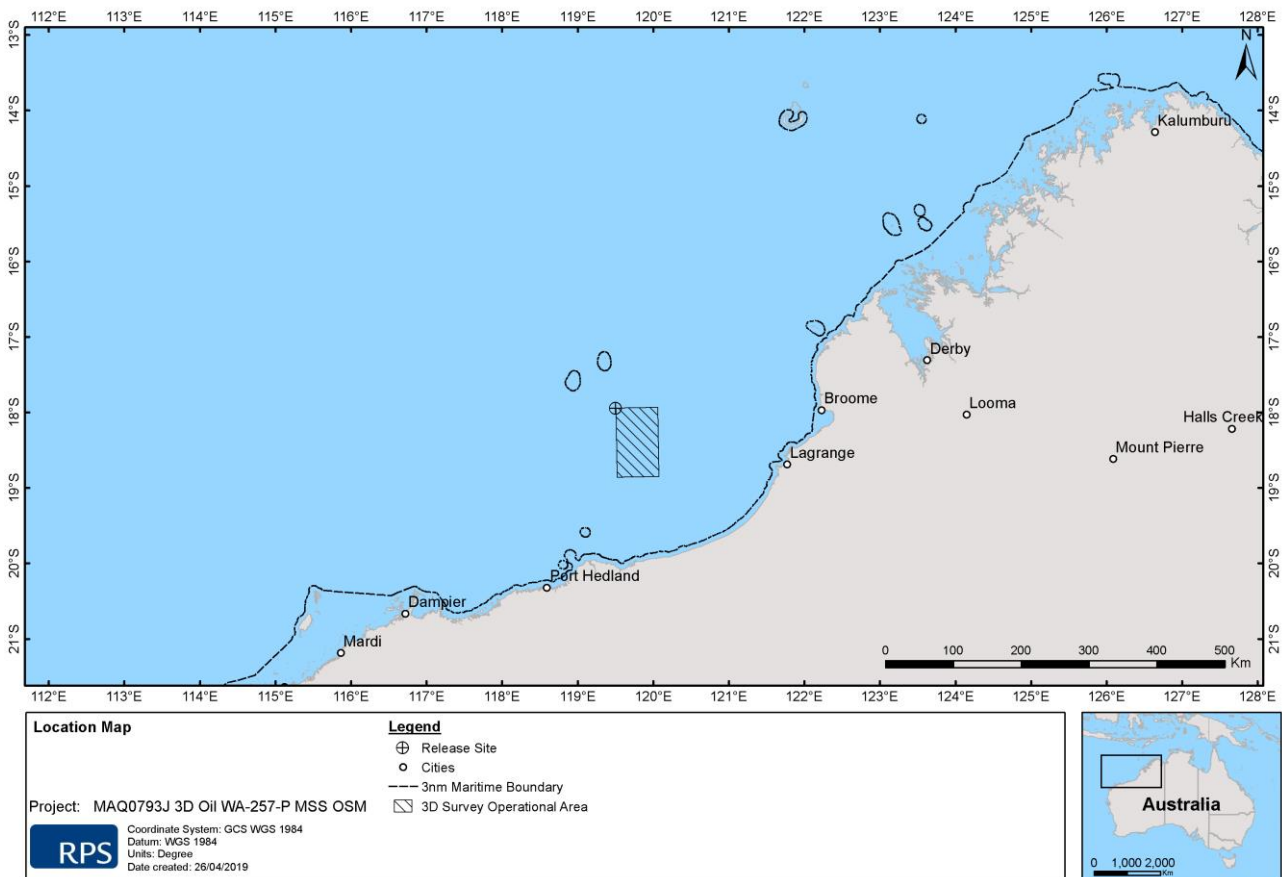 112°E 113°E 114°E 115°E 116°E 117°E 118°E 119°E 120°E 121°E 122°E 123°E 124°E 125°E 126°E 127°E 128°E
13°S 13°S
N
14°S 14°S
Kalumburu
15°S 15°S
16°S 16°S
17°S 17°S
Derby
18°S 18°S
Broome
Looma
Halls Creek
Lagrange
Mount Pierre
19°S 19°S
20°S 20°S
Port Hedland
Dampier
21°S 21°S
Mardi
0 100 200 300 400 500
Km
112°E 113°E 114°E 115°E 116°E 117°E 118°E 119°E 120°E 121°E 122°E 123°E 124°E 125°E 126°E 127°E 128°E
Location Map
Project: MAQ0793J 3D Oil WA-257-P MSS OSM
RPS
Coordinate System: GCS WGS 1984
Datum: WGS 1984
Units: Degree
Date created: 26/04/2019
Legend
Release Site
Cities
3nm Maritime Boundary
3D Survey Operational Area
Australia
0 1,000 2,000
Km